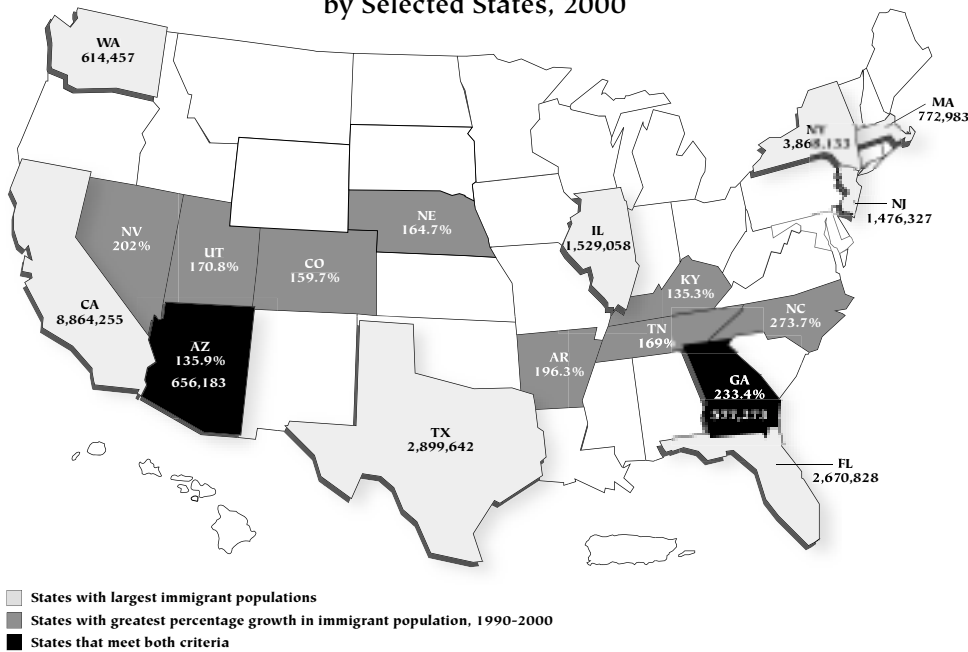 by Selected States, 2000
WA
614,457
MA
772,983
NY
NJ
1,476,327
NE
164.7%
NV
202%
UT
170.8%
CO
159.7%
IL
1,529,058
KY
135.3%
CA
8,864,255
NC
273.7%
TN
169%
AZ
135.9%
656,183
AR
196.3%
GA
233.4%
TX
2,899,642
FL
2,670,828
States with largest immigrant populations
States with greatest percentage growth in immigrant population, 1990-2000
States that meet both criteria